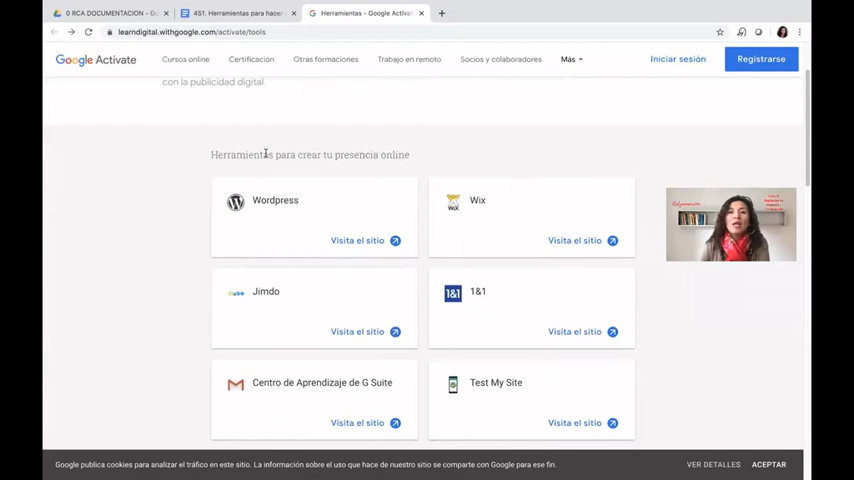 0 RCA DOCUMENTACION - Go
451. Herramientas para hacer
Herramientas - Google Activate
learndigital.withgoogle.com/activate/tools
Google Activate
Cursos online
Certificación
Otras formaciones
Trabajo en remoto
Socios y colaboradores
Más
Iniciar sesión
Registrarse
con la publicidad digital.
Herramientas para crear tu presencia online
Wordpress
Visita el sitio
Wix
Visita el sitio
Jimdo
Visita el sitio
1&1
1&1
Visita el sitio
Centro de Aprendizaje de G Suite
Visita el sitio
Test My Site
Visita el sitio
Google publica cookies para analizar el tráfico en este sitio. La información sobre el uso que hace de nuestro sitio se comparte con Google para ese fin.
VER DETALLES
ACEPTAR